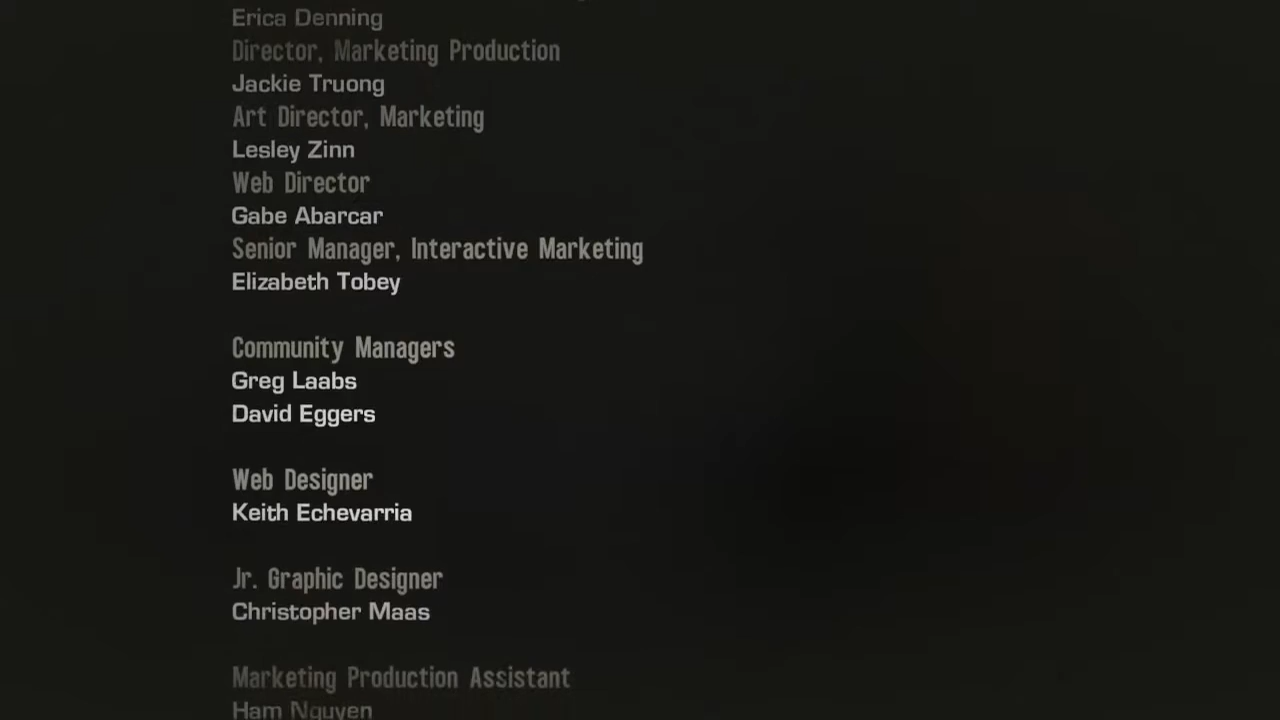 Erica Denning
Director, Marketing Production
Jackie Truong
Art Director, Marketing
Lesley Zinn
Web Director
Gabe Abarcar
Senior Manager, Interactive Marketing
Elizabeth Tobey
Community Managers
Greg Laabs
David Eggers
Web Designer
Keith Echevarria
Jr. Graphic Designer
Christopher Maas
Marketing Production Assistant
Ham Nguyen